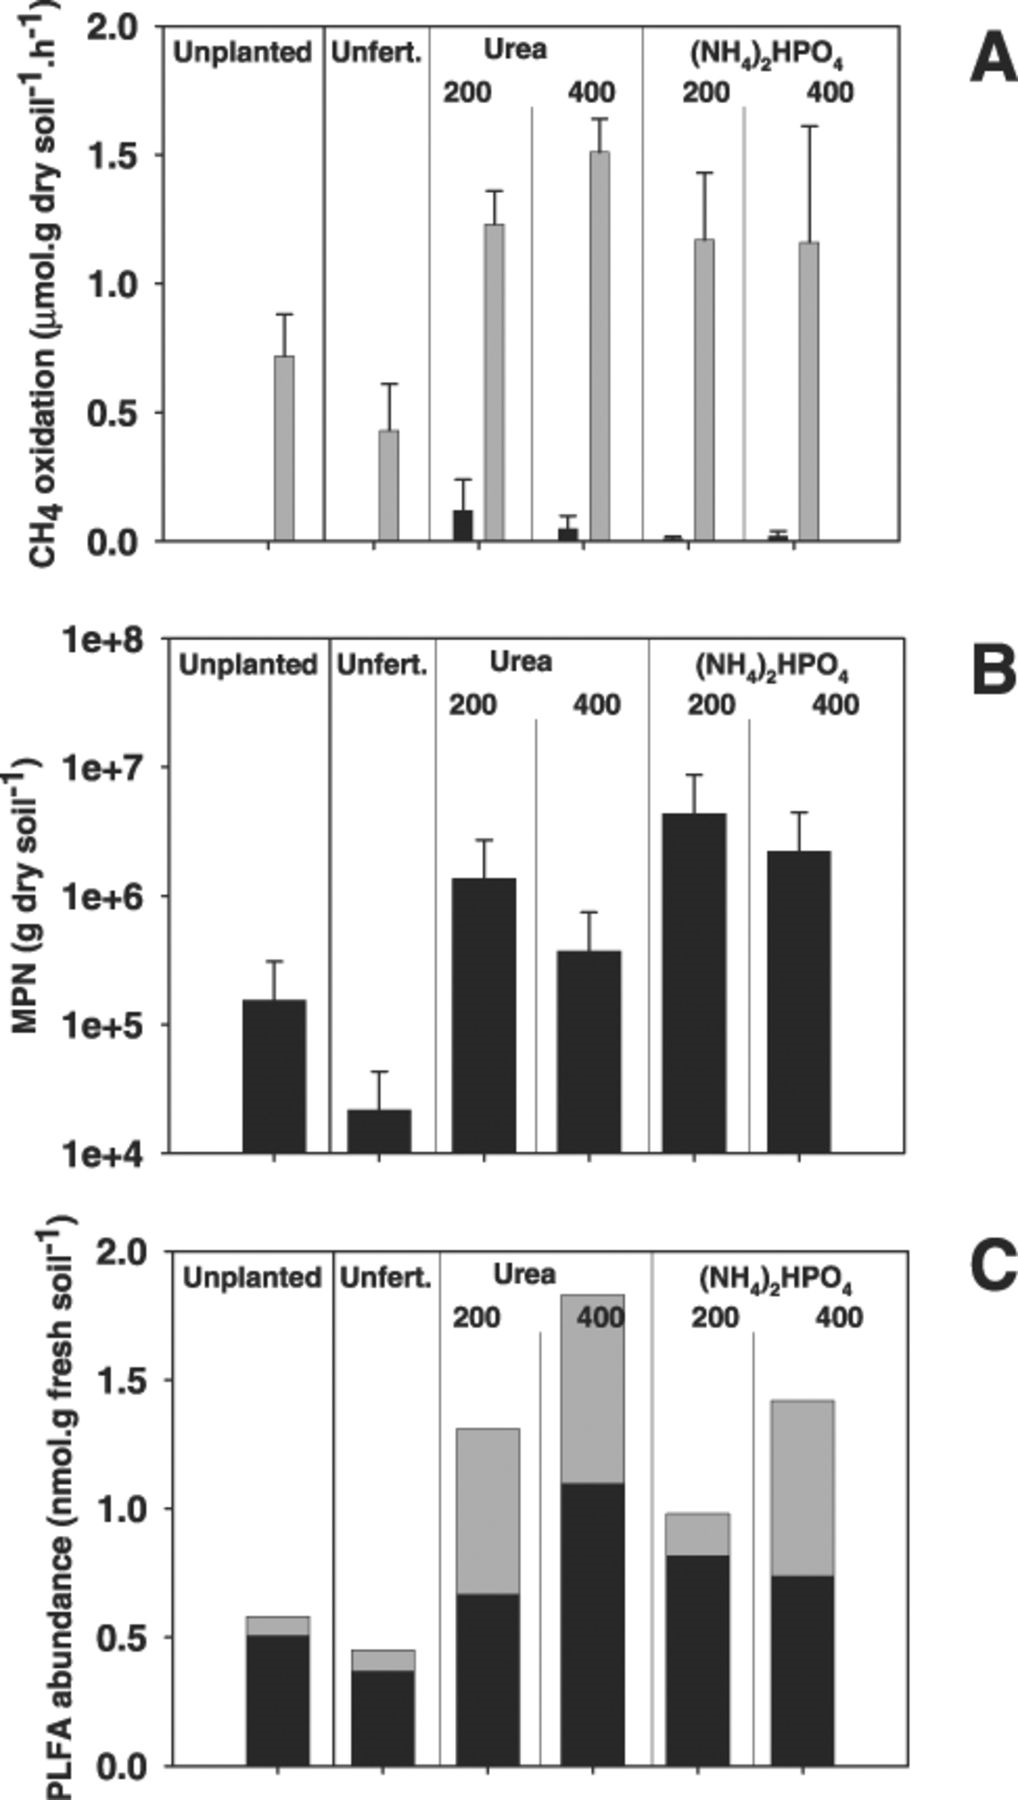 A
CH4 oxidation (µmol.g dry soil-1.h-1)
2.0
1.5
1.0
0.5
0.0
Unplanted Unfert. Urea (NH4)2HPO4
200 400 200 400
B
MPN (g dry soil-1)
1e+8
1e+7
1e+6
1e+5
1e+4
Unplanted Unfert. Urea (NH4)2HPO4
200 400 200 400
C
PLFA abundance (nmol.g fresh soil-1)
2.0
1.5
1.0
0.5
0.0
Unplanted Unfert. Urea (NH4)2HPO4
200 400 200 400